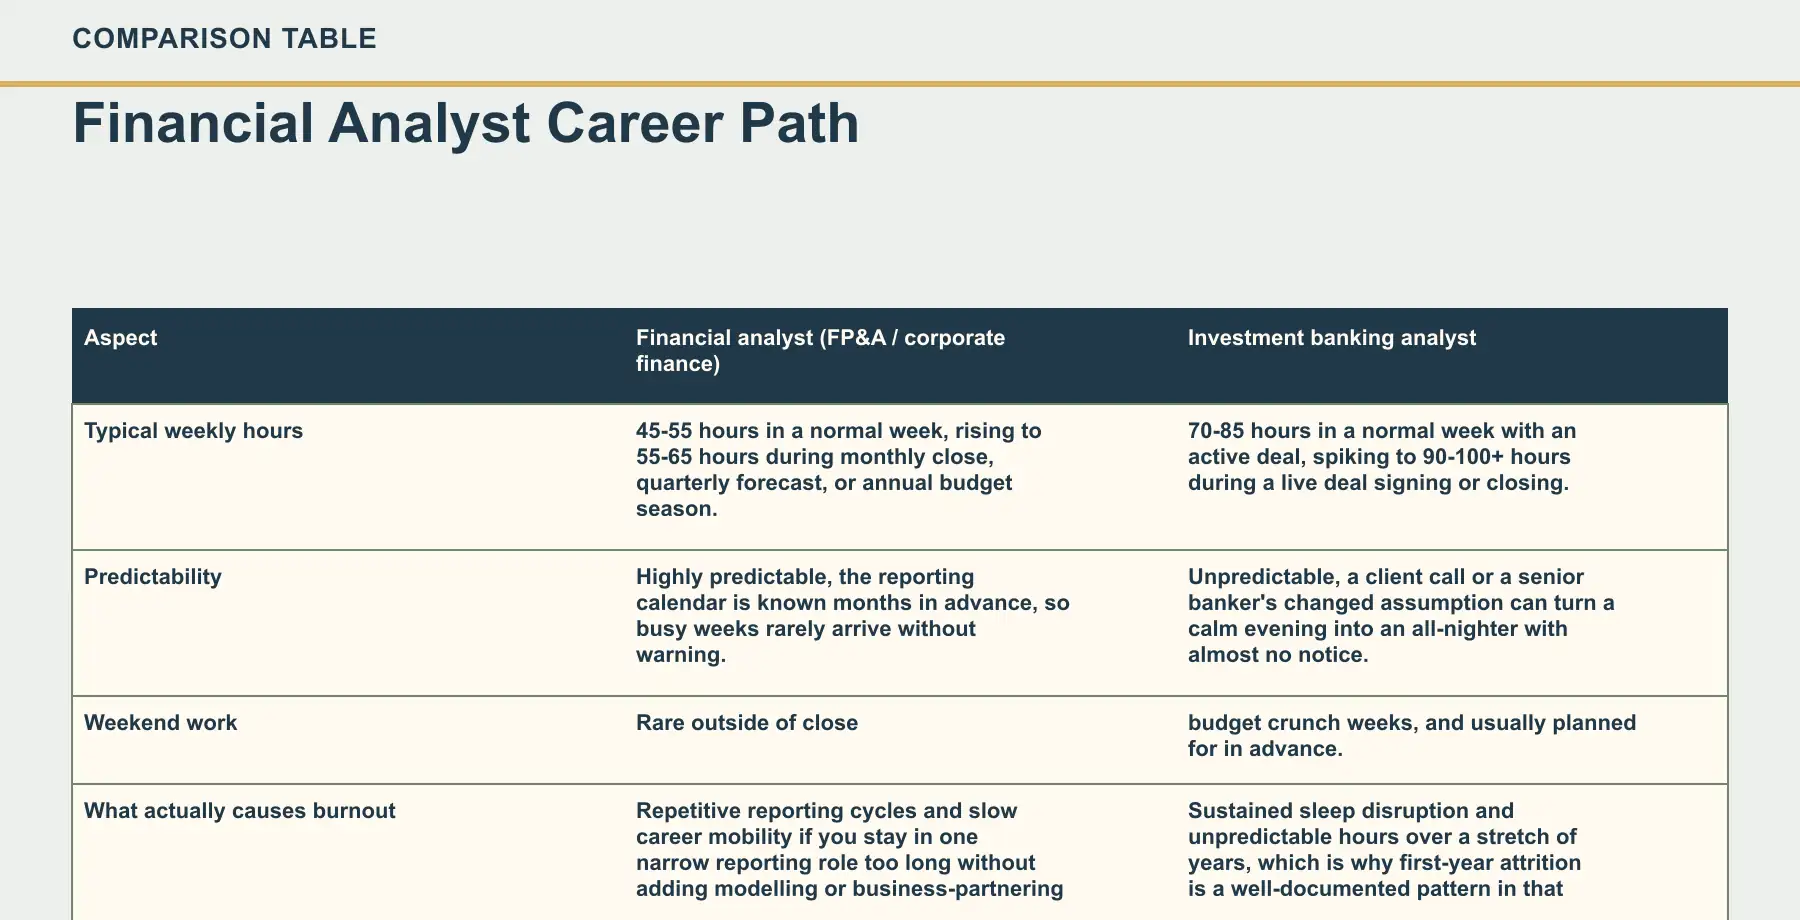 COMPARISON TABLE
Financial Analyst Career Path
Aspect
Financial analyst (FP&A / corporate
finance)
Investment banking analyst
Typical weekly hours
45-55 hours in a normal week, rising to
55-65 hours during monthly close,
quarterly forecast, or annual budget
season.
70-85 hours in a normal week with an
active deal, spiking to 90-100+ hours
during a live deal signing or closing.
Predictability
Highly predictable, the reporting
calendar is known months in advance, so
busy weeks rarely arrive without
warning.
Unpredictable, a client call or a senior
banker's changed assumption can turn a
calm evening into an all-nighter with
almost no notice.
Weekend work
Rare outside of close
budget crunch weeks, and usually planned
for in advance.
What actually causes burnout
Repetitive reporting cycles and slow
career mobility if you stay in one
narrow reporting role too long without
adding modelling or business-partnering
Sustained sleep disruption and
unpredictable hours over a stretch of
years, which is why first-year attrition
is a well-documented pattern in that